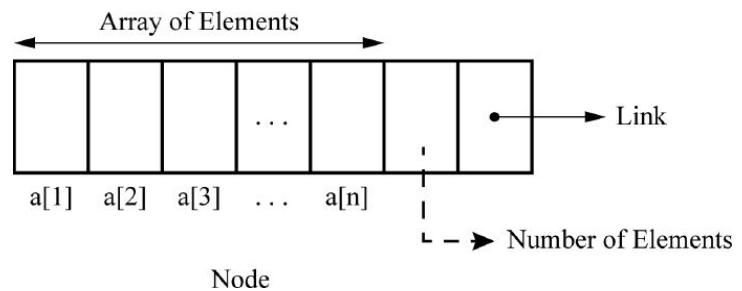 Array of Elements
. . .
Link
a[1] a[2] a[3] . . . a[n]
Number of Elements
Node